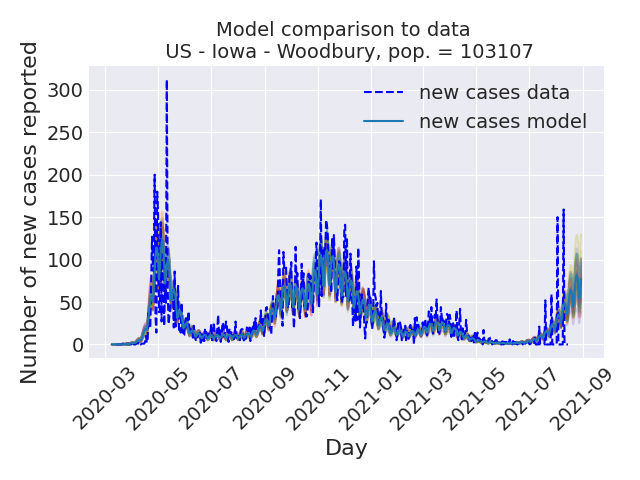 Model comparison to data
US - Iowa - Woodbury, pop. = 103107
Number of new cases reported
300
250
200
150
100
50
0
new cases data
new cases model
2020-03
2020-05
2020-07
2020-09
2020-11
2021-01
2021-03
2021-05
2021-07
2021-09
Day